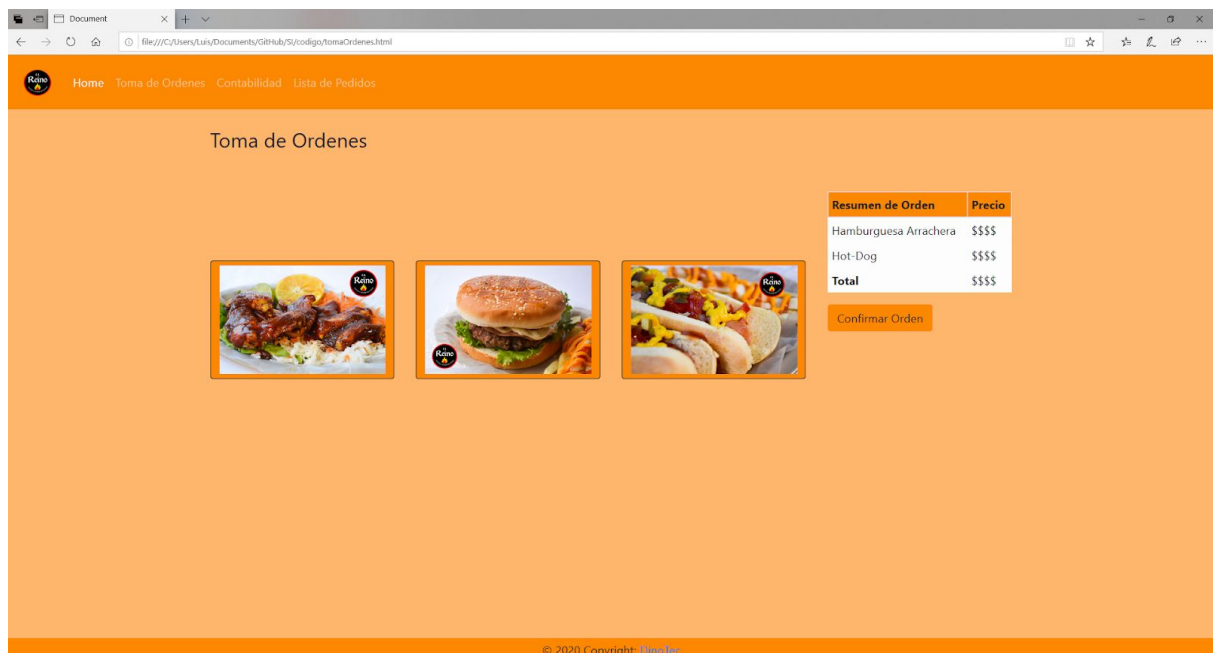 Document
file:///C:/Users/Luis/Documents/GitHub/SI/codigo/tomaOrdenes.html
El Reino
Home Toma de Ordenes Contabilidad Lista de Pedidos
Toma de Ordenes
Resumen de Orden Precio
Hamburguesa Arrachera $$$$
Hot-Dog $$$$
Total $$$$
Confirmar Orden
Reino
Reino
Reino
© 2020 Copyright: DinoTec